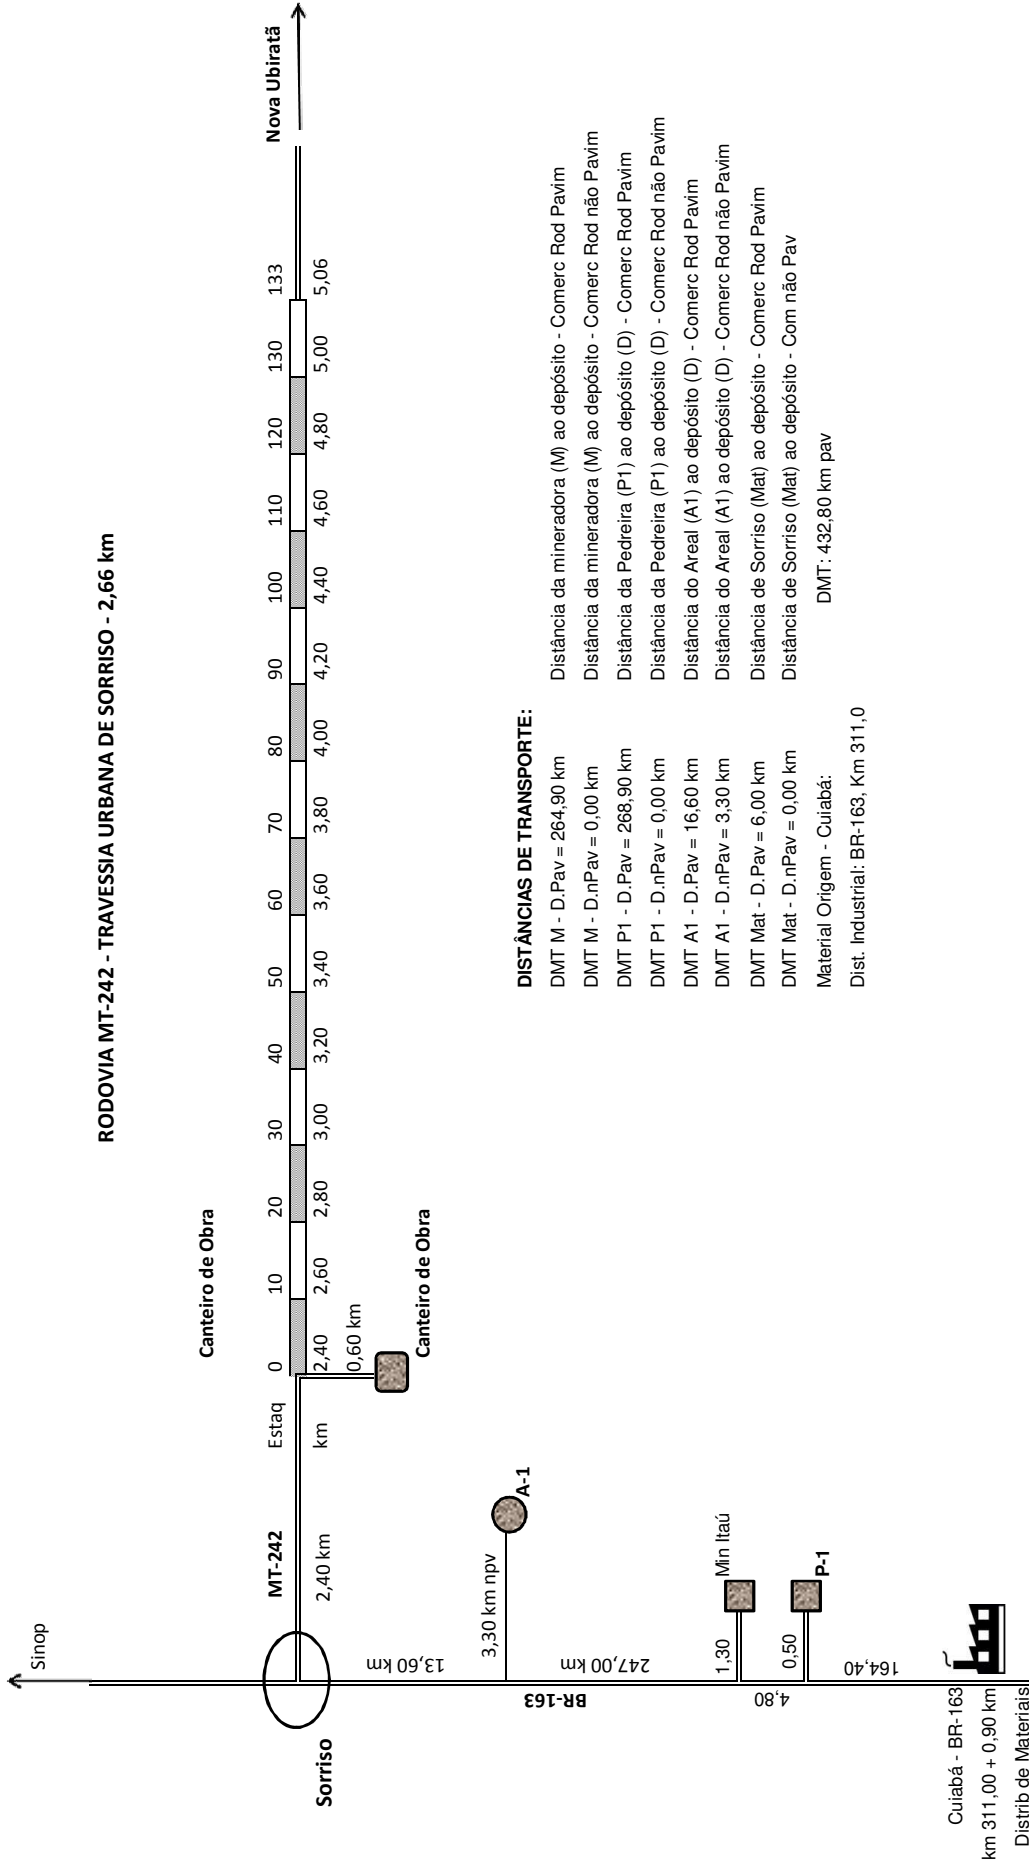 RODOVIA MT-242 - TRAVESSIA URBANA DE SORRISO - 2,66 km
Sinop
Canteiro de Obra
MT-242
Estaq
0 10 20 30 40 50 60 70 80 90 100 110 120 130 133
Nova Ubiratã
2,40 km
km
2,40 2,60 2,80 3,00 3,20 3,40 3,60 3,80 4,00 4,20 4,40 4,60 4,80 5,00 5,06
Sorriso
0,60 km
Canteiro de Obra
13,60 km
3,30 km npv
A-1
BR-163
247,00 km
1,30
Min Itaú
4,80
0,50
P-1
164,40
Cuiabá - BR-163
km 311,00 + 0,90 km
Distrib de Materiais
DISTÂNCIAS DE TRANSPORTE:
DMT M - D.Pav = 264,90 km Distância da mineradora (M) ao depósito - Comerc Rod Pavim
DMT M - D.nPav = 0,00 km Distância da mineradora (M) ao depósito - Comerc Rod não Pavim
DMT P1 - D.Pav = 268,90 km Distância da Pedreira (P1) ao depósito (D) - Comerc Rod Pavim
DMT P1 - D.nPav = 0,00 km Distância da Pedreira (P1) ao depósito (D) - Comerc Rod não Pavim
DMT A1 - D.Pav = 16,60 km Distância do Areal (A1) ao depósito (D) - Comerc Rod Pavim
DMT A1 - D.nPav = 3,30 km Distância do Areal (A1) ao depósito (D) - Comerc Rod não Pavim
DMT Mat - D.Pav = 6,00 km Distância de Sorriso (Mat) ao depósito - Comerc Rod Pavim
DMT Mat - D.nPav = 0,00 km Distância de Sorriso (Mat) ao depósito - Com não Pav
Material Origem - Cuiabá: DMT: 432,80 km pav
Dist. Industrial: BR-163, Km 311,0